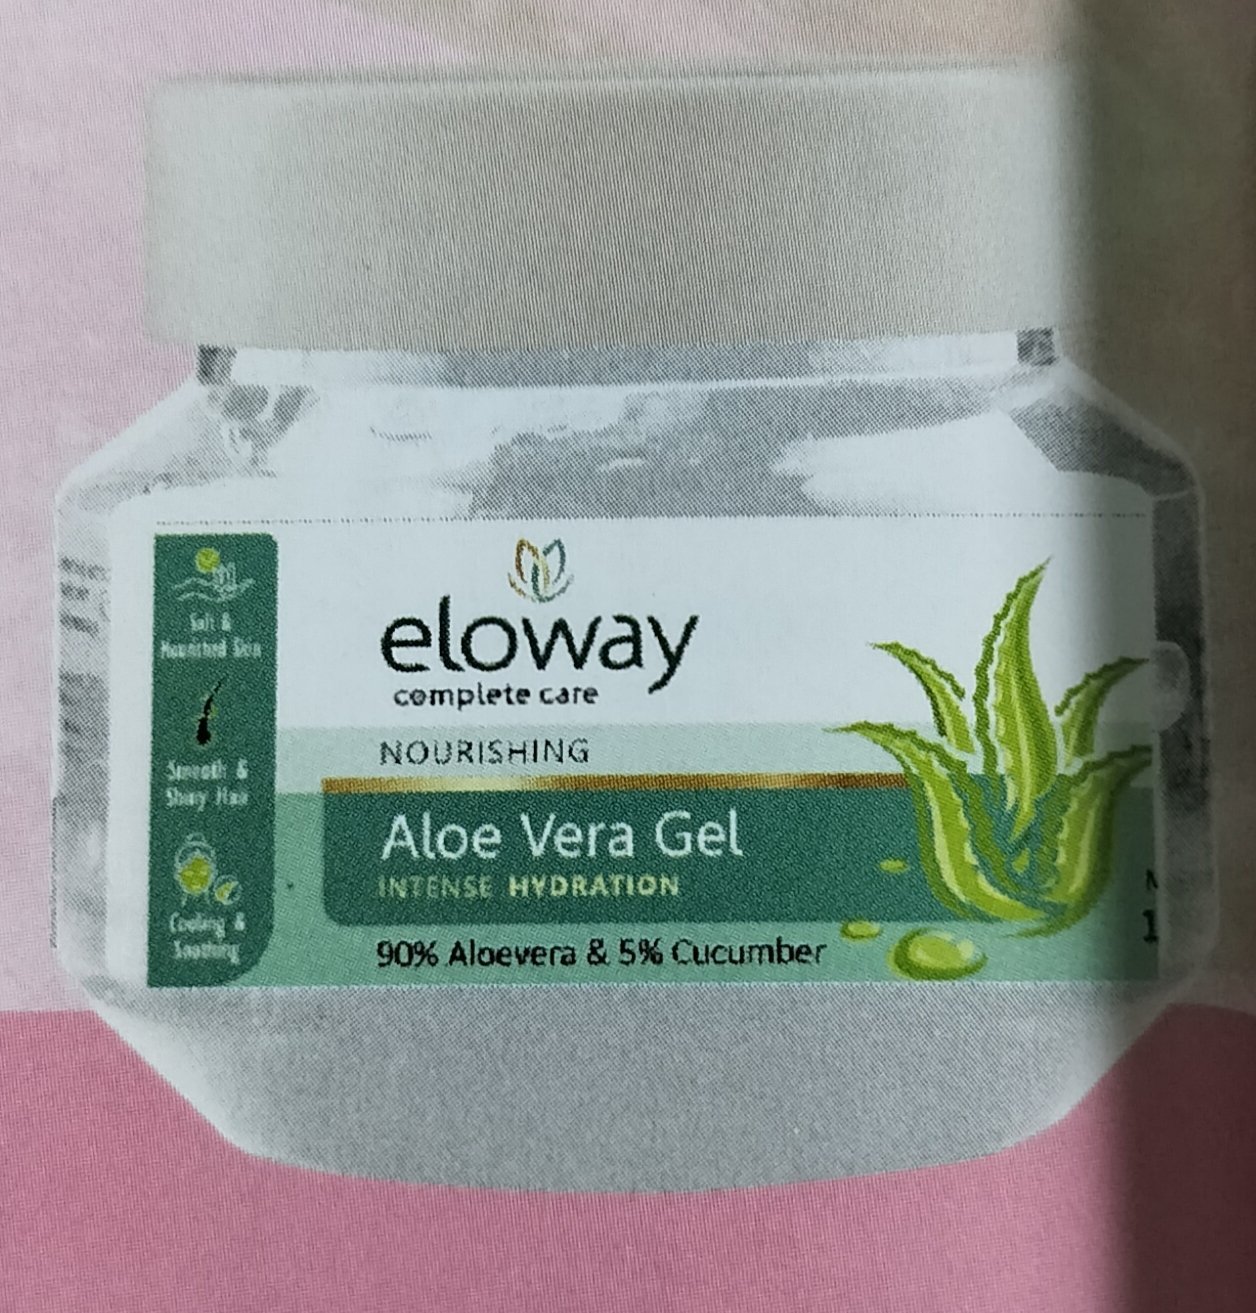 eloway
complete care
NOURISHING
Aloe Vera Gel
INTENSE HYDRATION
90% Aloevera & 5% Cucumber
Soft &
Nourished Skin
Smooth &
Shiny Hair
Cooling &
Soothing